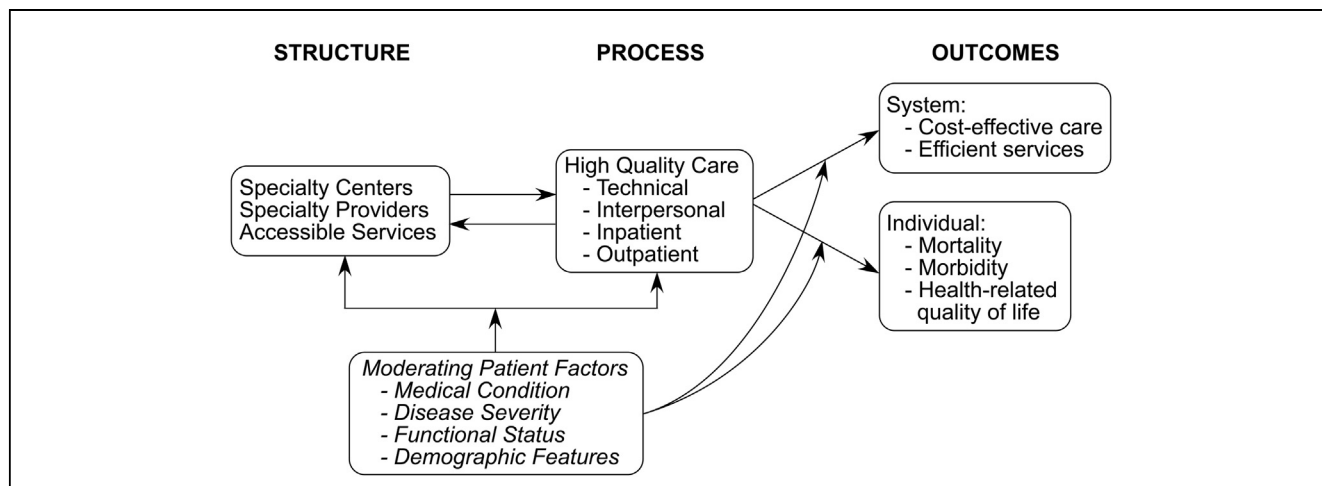 STRUCTURE
PROCESS
OUTCOMES
System:
- Cost-effective care
- Efficient services
High Quality Care
- Technical
- Interpersonal
- Inpatient
- Outpatient
Specialty Centers
Specialty Providers
Accessible Services
Individual:
- Mortality
- Morbidity
- Health-related
quality of life
Moderating Patient Factors
- Medical Condition
- Disease Severity
- Functional Status
- Demographic Features